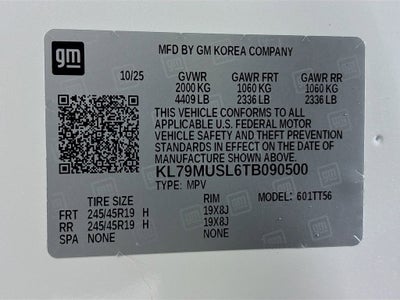 gm
MFD BY GM KOREA COMPANY
10/25 GVWR GAWR FRT GAWR RR
2000 KG 1060 KG 1060 KG
4409 LB 2336 LB 2336 LB
THIS VEHICLE CONFORMS TO ALL
APPLICABLE U.S. FEDERAL MOTOR
VEHICLE SAFETY AND THEFT PREVENTION
STANDARDS IN EFFECT ON THE DATE OF
MANUFACTURE SHOWN ABOVE.
KL79MUSL6TB090500
TYPE: MPV MODEL: 601TT56
TIRE SIZE RIM
FRT 245/45R19 H 19X8J
RR 245/45R19 H 19X8J
SPA NONE NONE